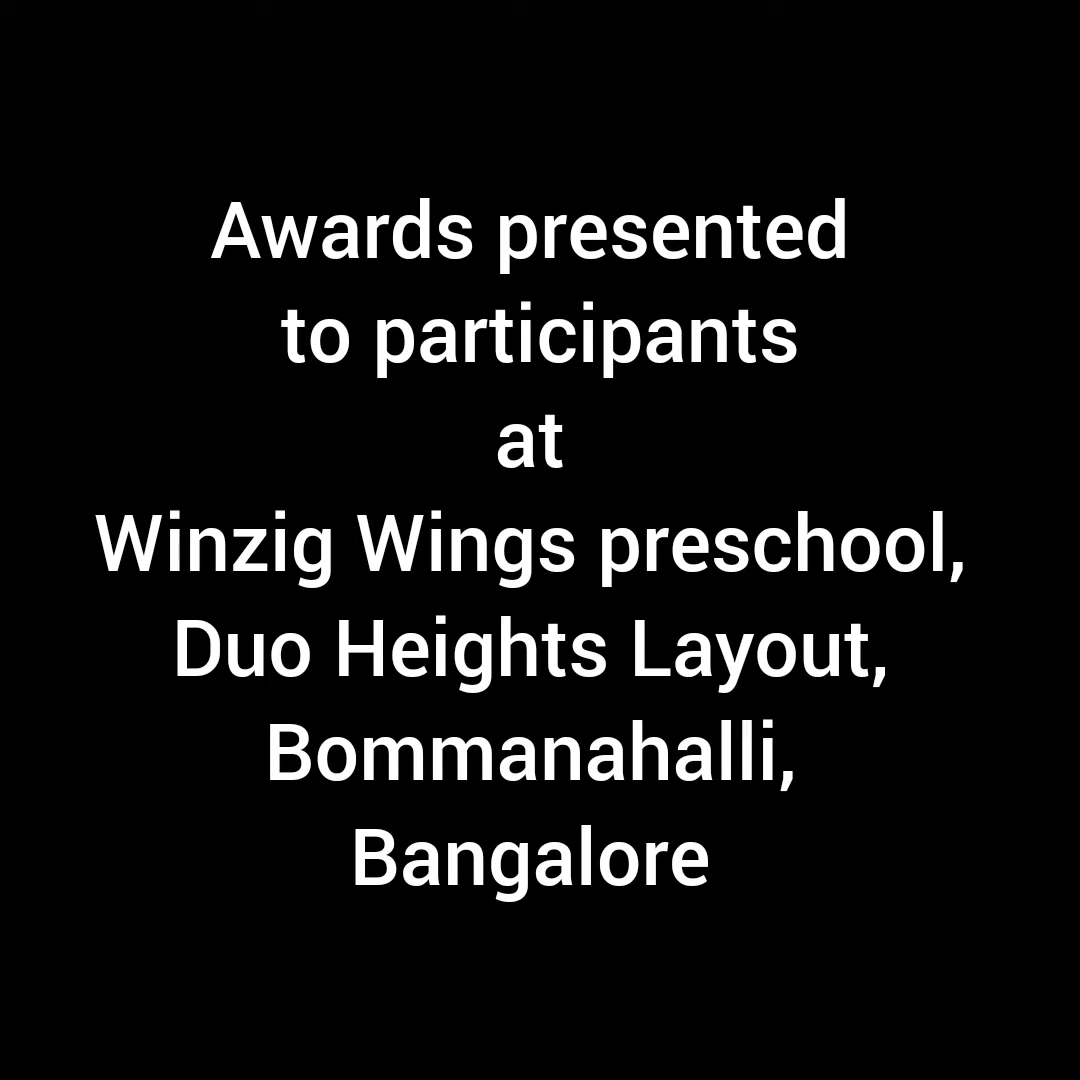 Awards presented
to participants
at
Winzig Wings preschool,
Duo Heights Layout,
Bommanahalli,
Bangalore